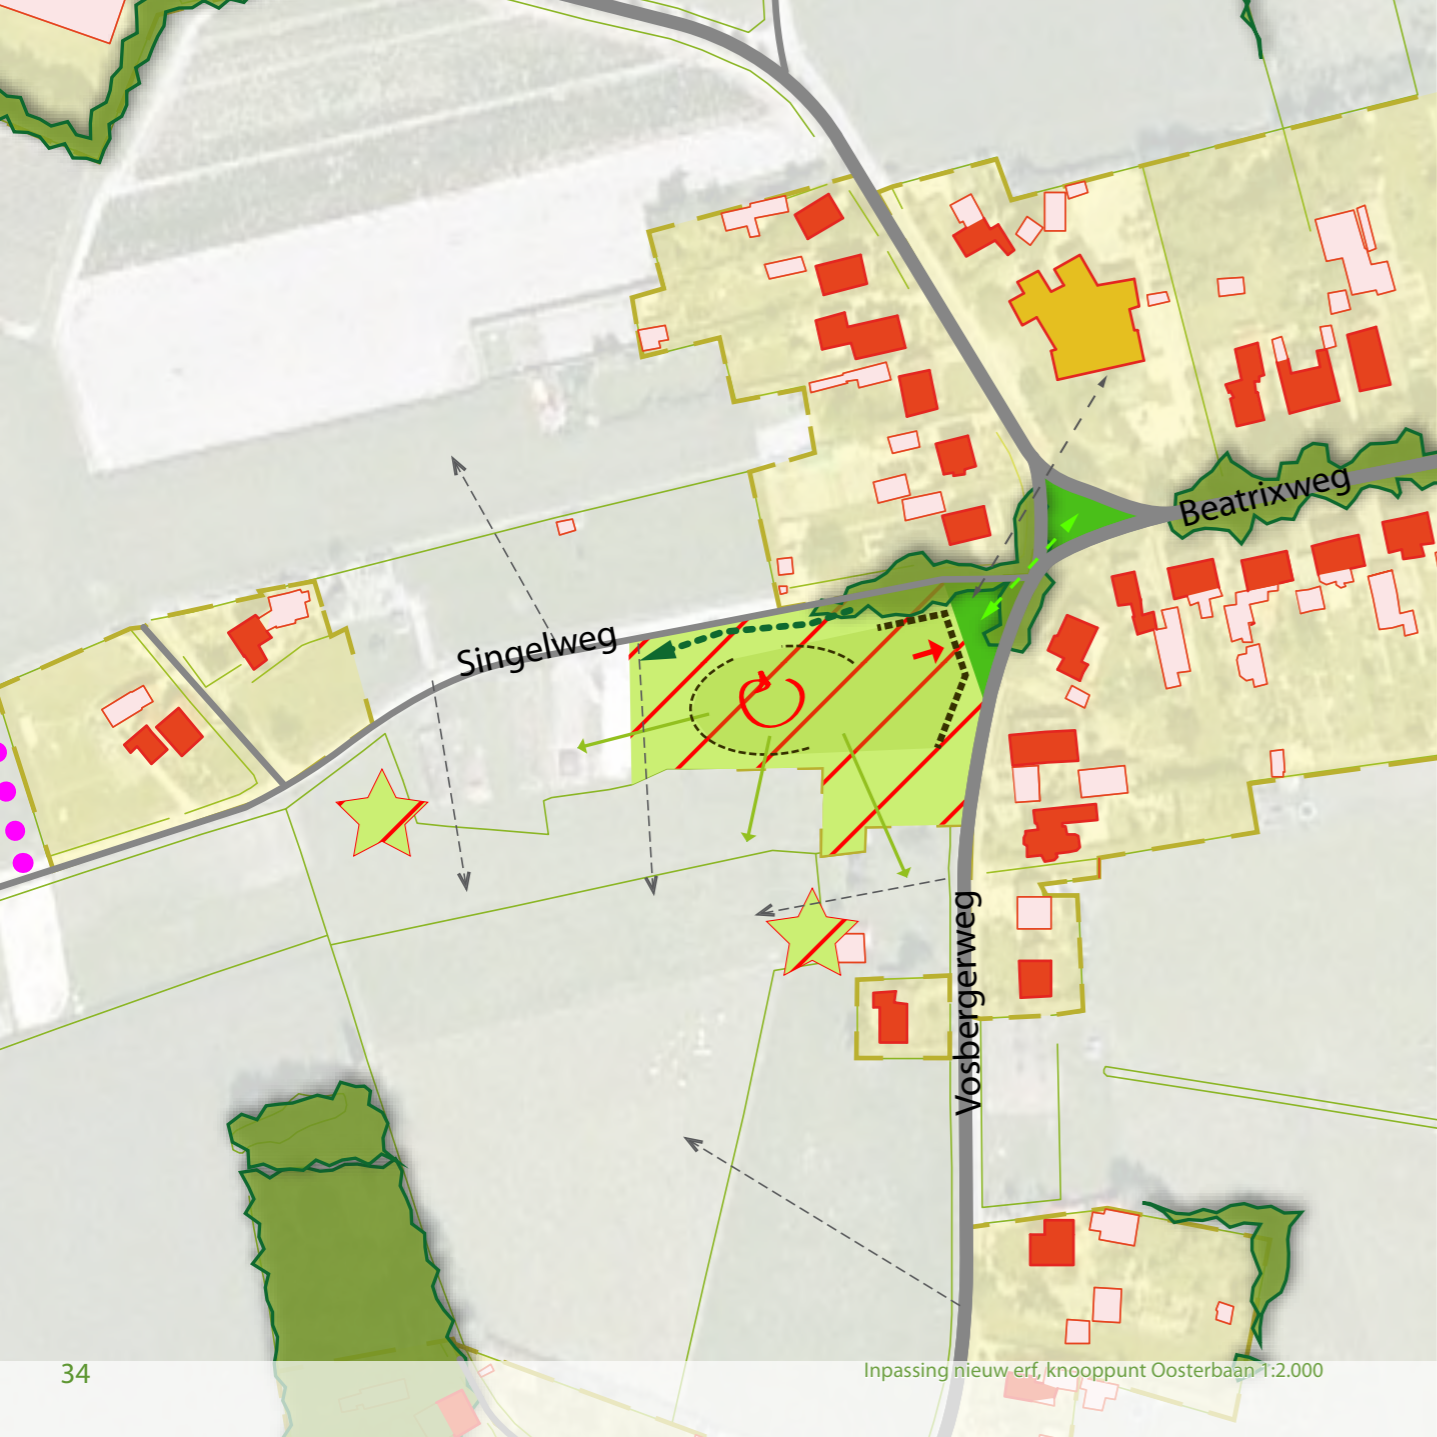 Beatrixweg
Singelweg
Vosbergerweg
34
Inpassing nieuw erf, knooppunt Oosterbaan 1:2.000